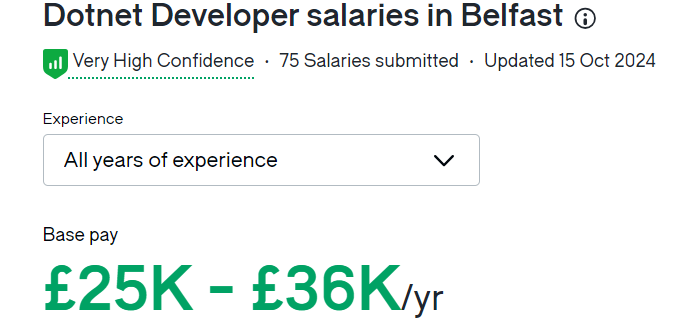 Dotnet Developer salaries in Belfast
Very High Confidence · 75 Salaries submitted · Updated 15 Oct 2024
Experience
All years of experience
Base pay
£25K - £36K/yr